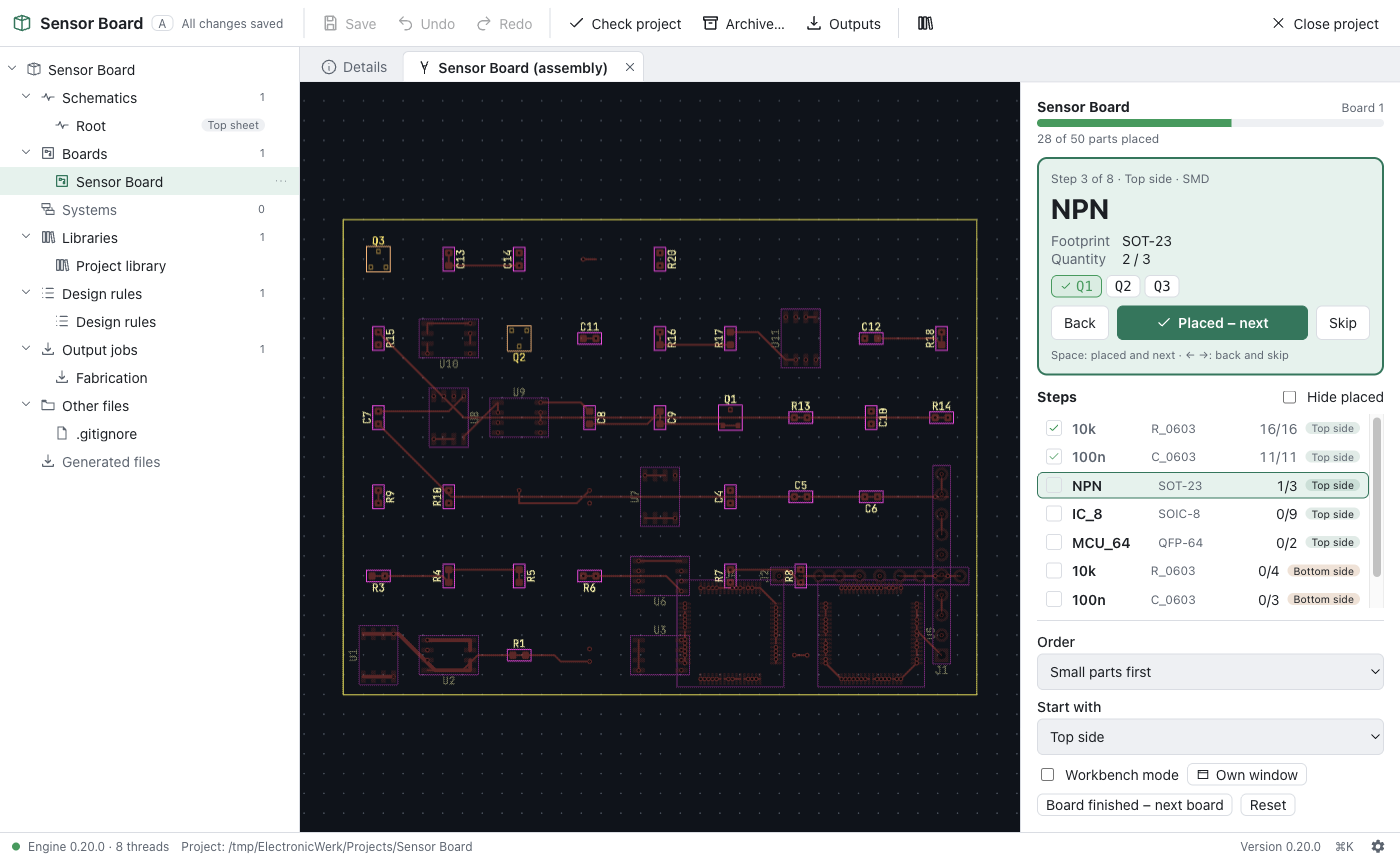 Sensor Board A All changes saved Save Undo Redo Check project Archive... Outputs Close project
Sensor Board
Schematics 1
Root Top sheet
Boards 1
Sensor Board ...
Systems 0
Libraries 1
Project library
Design rules 1
Design rules
Output jobs 1
Fabrication
Other files
.gitignore
Generated files
Details Sensor Board (assembly)
Q3 C13 C14 R20
R15 U10 Q2 C11 R16 R17 U11 C12 R18
C7 U8 U9 C8 C9 Q1 R13 C10 R14
R9 R10 U7 C4 C5 C6
R3 R4 R5 R6 U6 R7 J2 R8
U1 U2 R1 U3 U5 J1
Sensor Board Board 1
28 of 50 parts placed
Step 3 of 8 · Top side · SMD
NPN
Footprint SOT-23
Quantity 2 / 3
✓ Q1 Q2 Q3
Back Placed – next Skip
Space: placed and next · ← →: back and skip
Steps Hide placed
10k R_0603 16/16 Top side
100n C_0603 11/11 Top side
NPN SOT-23 1/3 Top side
IC_8 SOIC-8 0/9 Top side
MCU_64 QFP-64 0/2 Top side
10k R_0603 0/4 Bottom side
100n C_0603 0/3 Bottom side
Order
Small parts first
Start with
Top side
Workbench mode Own window
Board finished – next board Reset
Engine 0.20.0 · 8 threads Project: /tmp/ElectronicWerk/Projects/Sensor Board Version 0.20.0 ⌘K